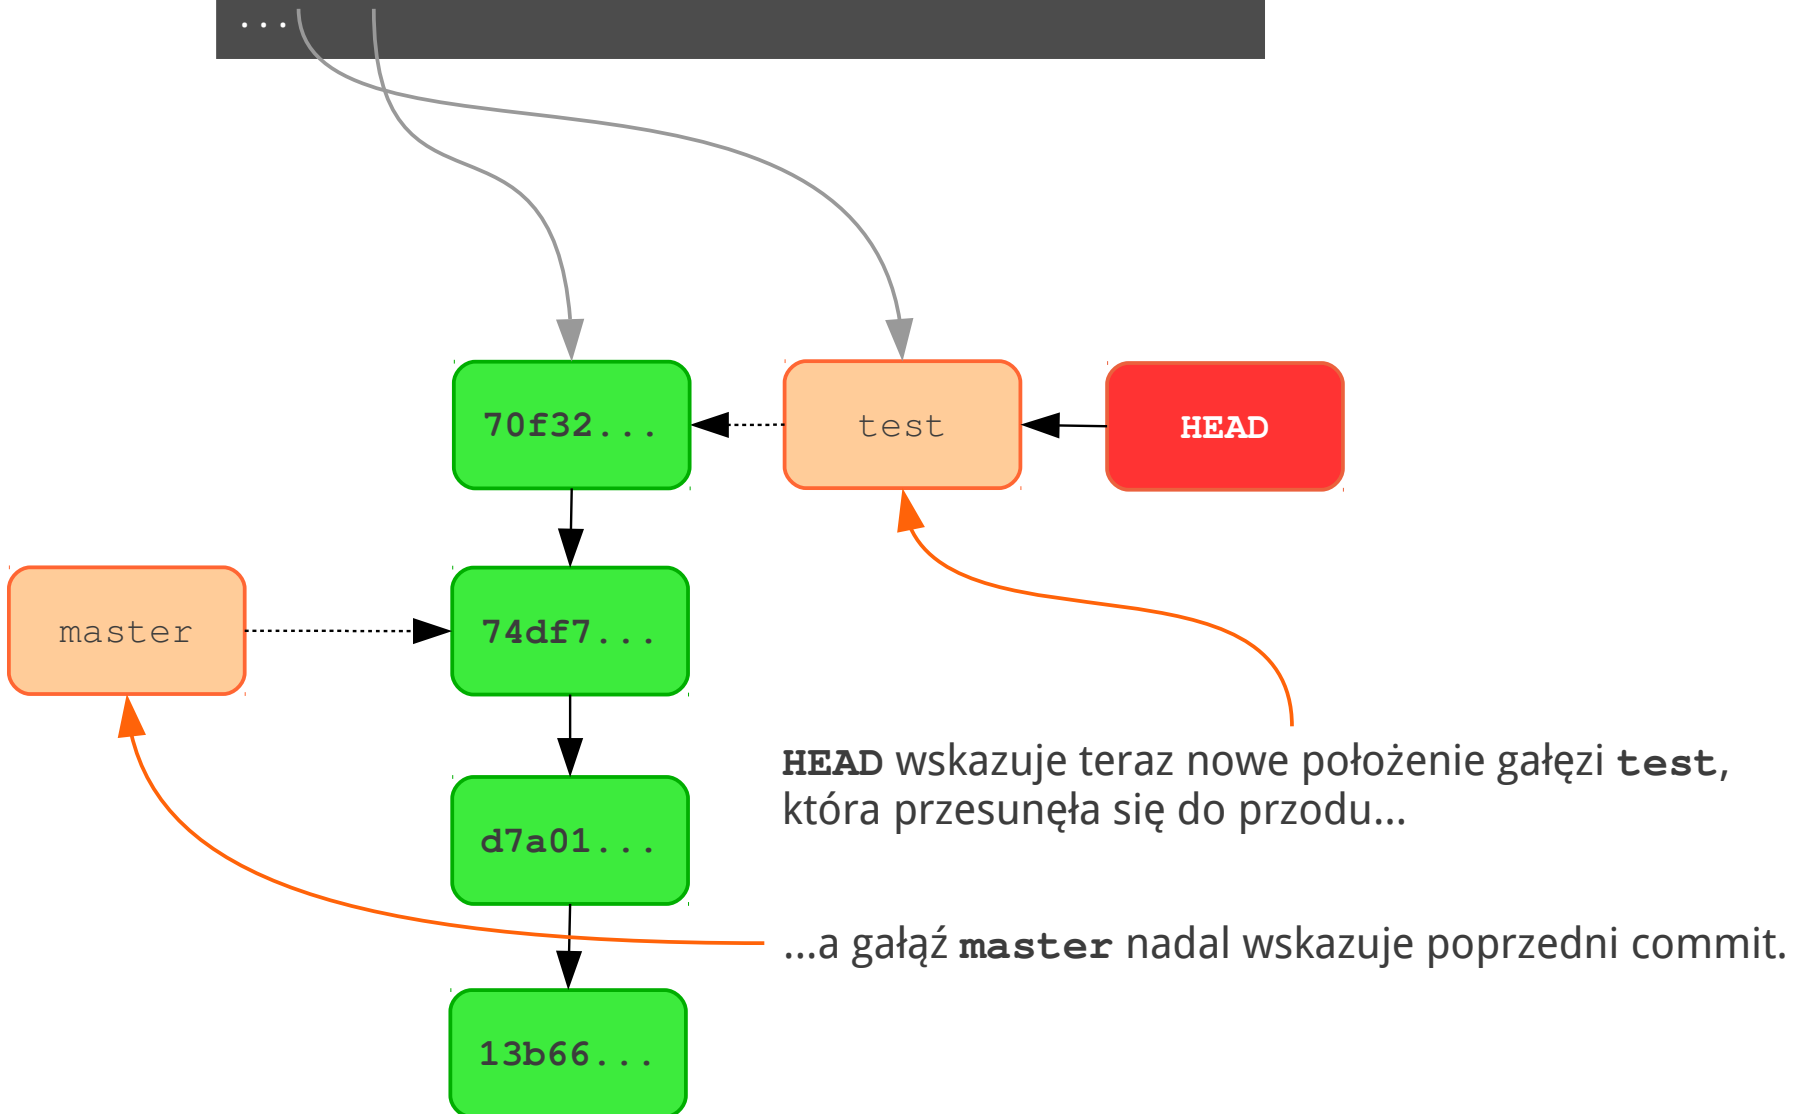 ...
70f32...
test
HEAD
master
74df7...
HEAD wskazuje teraz nowe położenie gałęzi test,
która przesunęła się do przodu...
d7a01...
...a gałąź master nadal wskazuje poprzedni commit.
13b66...